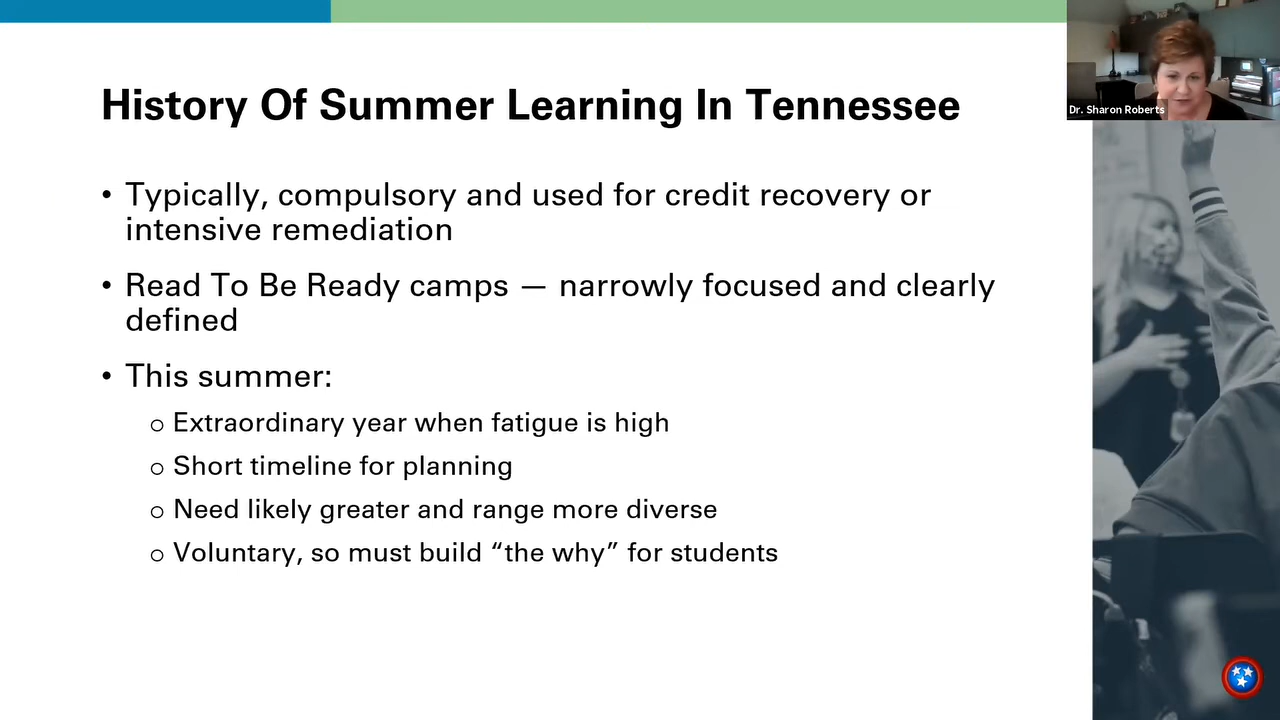 Dr. Sharon Roberts
History Of Summer Learning In Tennessee
• Typically, compulsory and used for credit recovery or
intensive remediation
• Read To Be Ready camps — narrowly focused and clearly
defined
• This summer:
o Extraordinary year when fatigue is high
o Short timeline for planning
o Need likely greater and range more diverse
o Voluntary, so must build “the why” for students